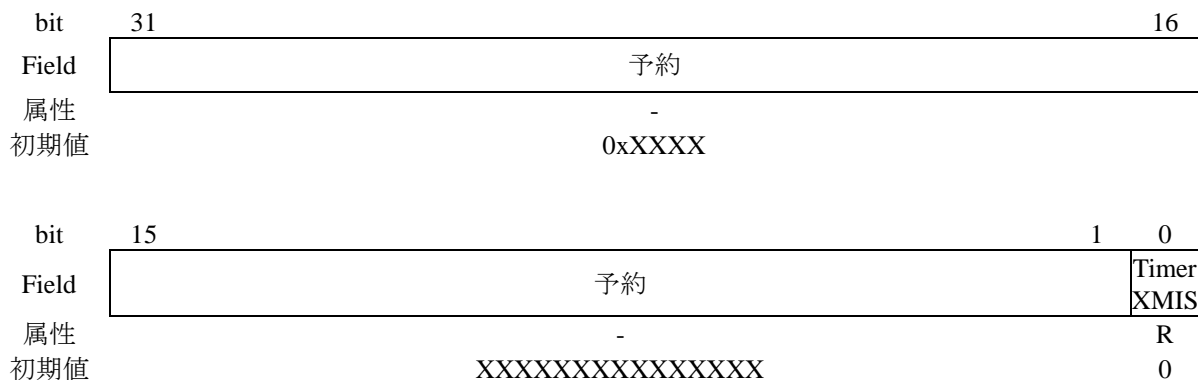 bit 31 16
Field 予約
属性 -
初期値 0xXXXX
bit 15 1 0
Field 予約 Timer XMIS
属性 - R
初期値 XXXXXXXXXXXXXXX 0